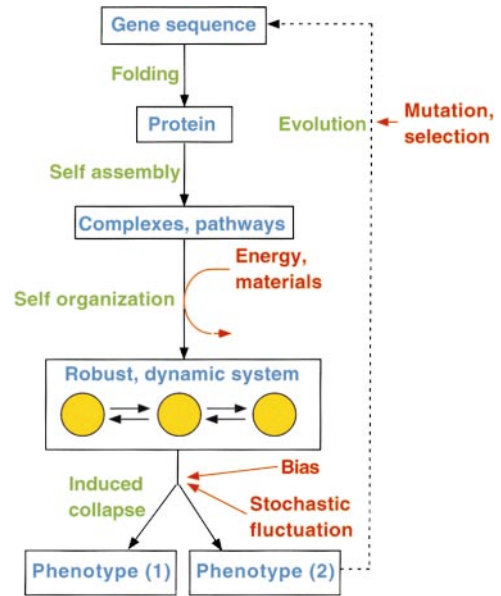 Gene sequence
Folding
Protein
Evolution
Mutation,
selection
Self assembly
Complexes, pathways
Energy,
materials
Self organization
Robust, dynamic system
Bias
Induced
collapse
Stochastic
fluctuation
Phenotype (1)
Phenotype (2)